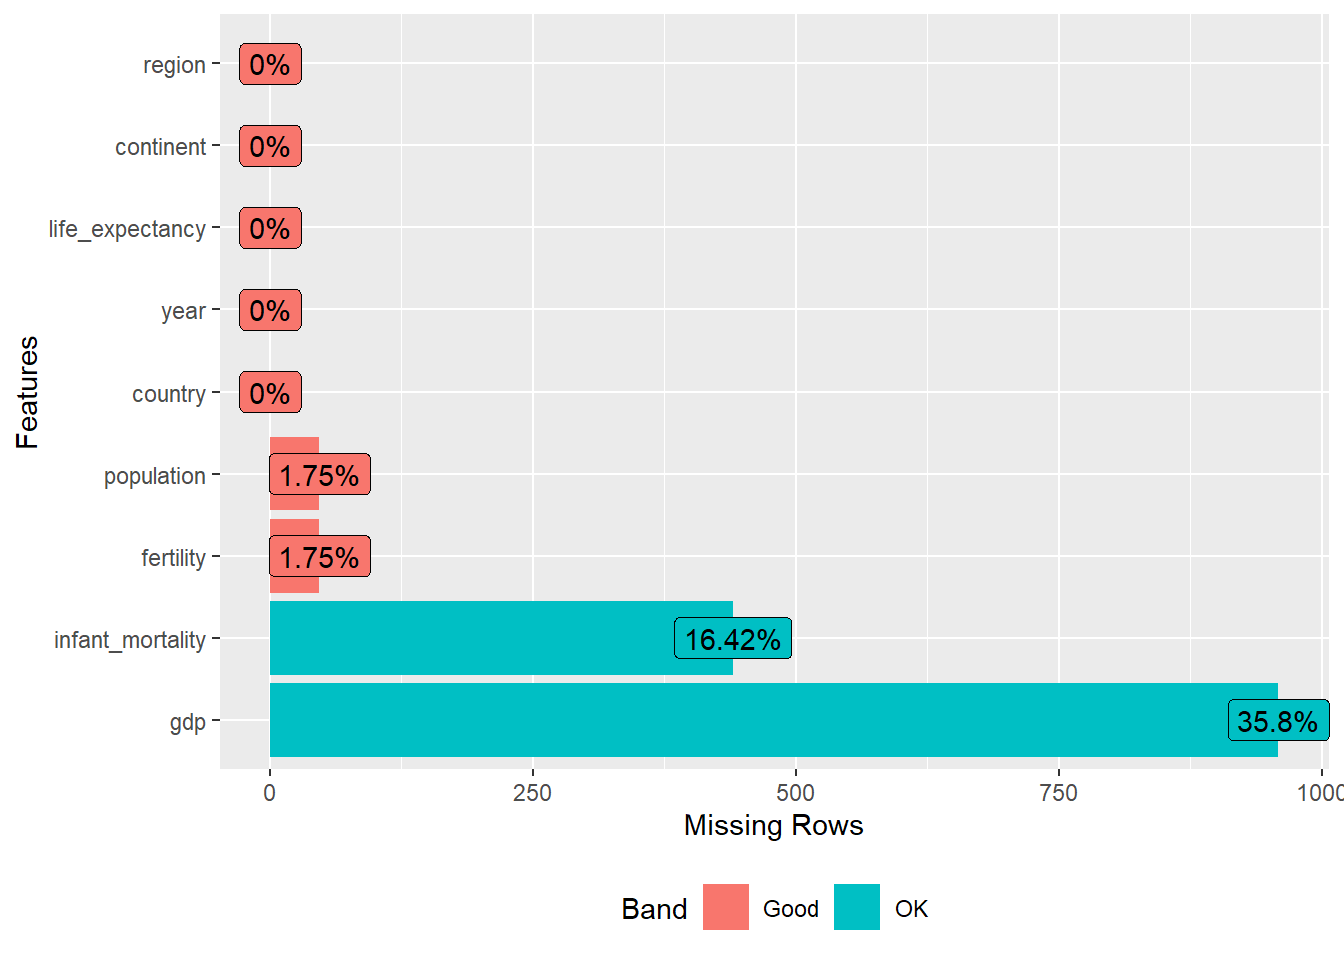 region 0%
continent 0%
life_expectancy 0%
year 0%
country 0%
population 1.75%
fertility 1.75%
infant_mortality 16.42%
gdp 35.8%
Features
0 250 500 750 1000
Missing Rows
Band Good OK